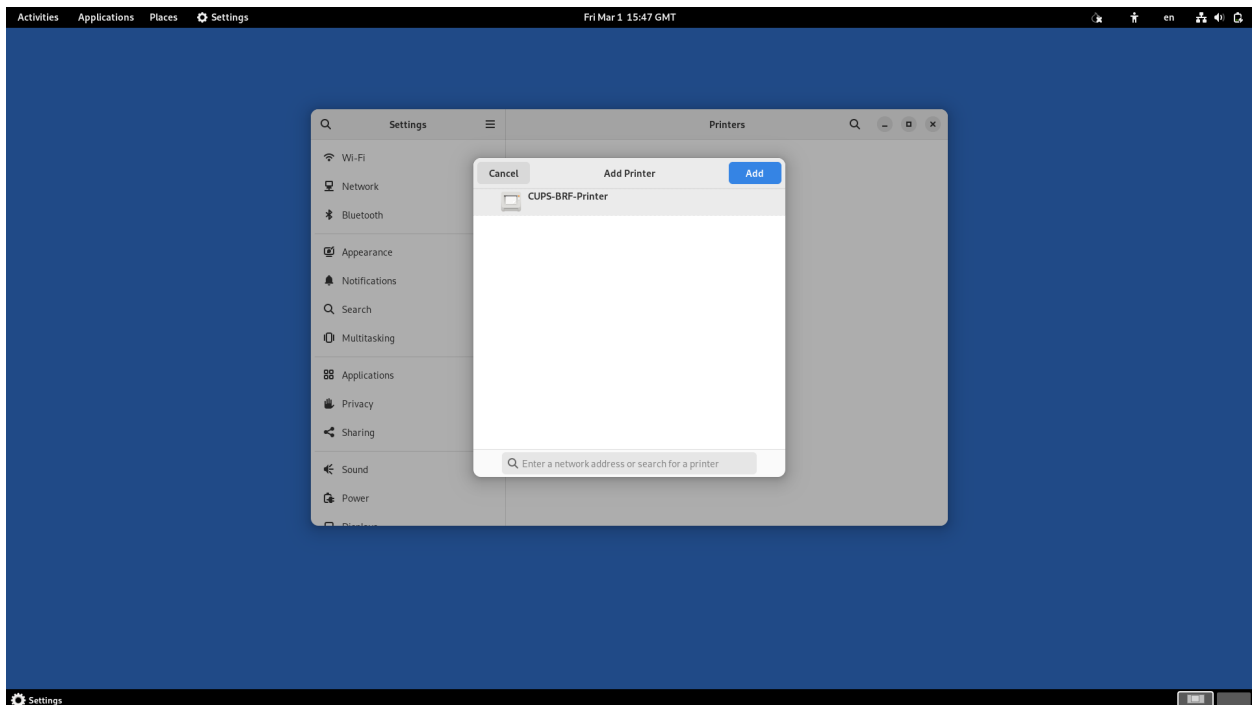 Activities Applications Places Settings Fri Mar 1 15:47 GMT en
Settings Printers
Wi-Fi
Network
Bluetooth
Appearance
Notifications
Search
Multitasking
Applications
Privacy
Sharing
Sound
Power
Displays
Cancel Add Printer Add
CUPS-BRF-Printer
Enter a network address or search for a printer
Settings